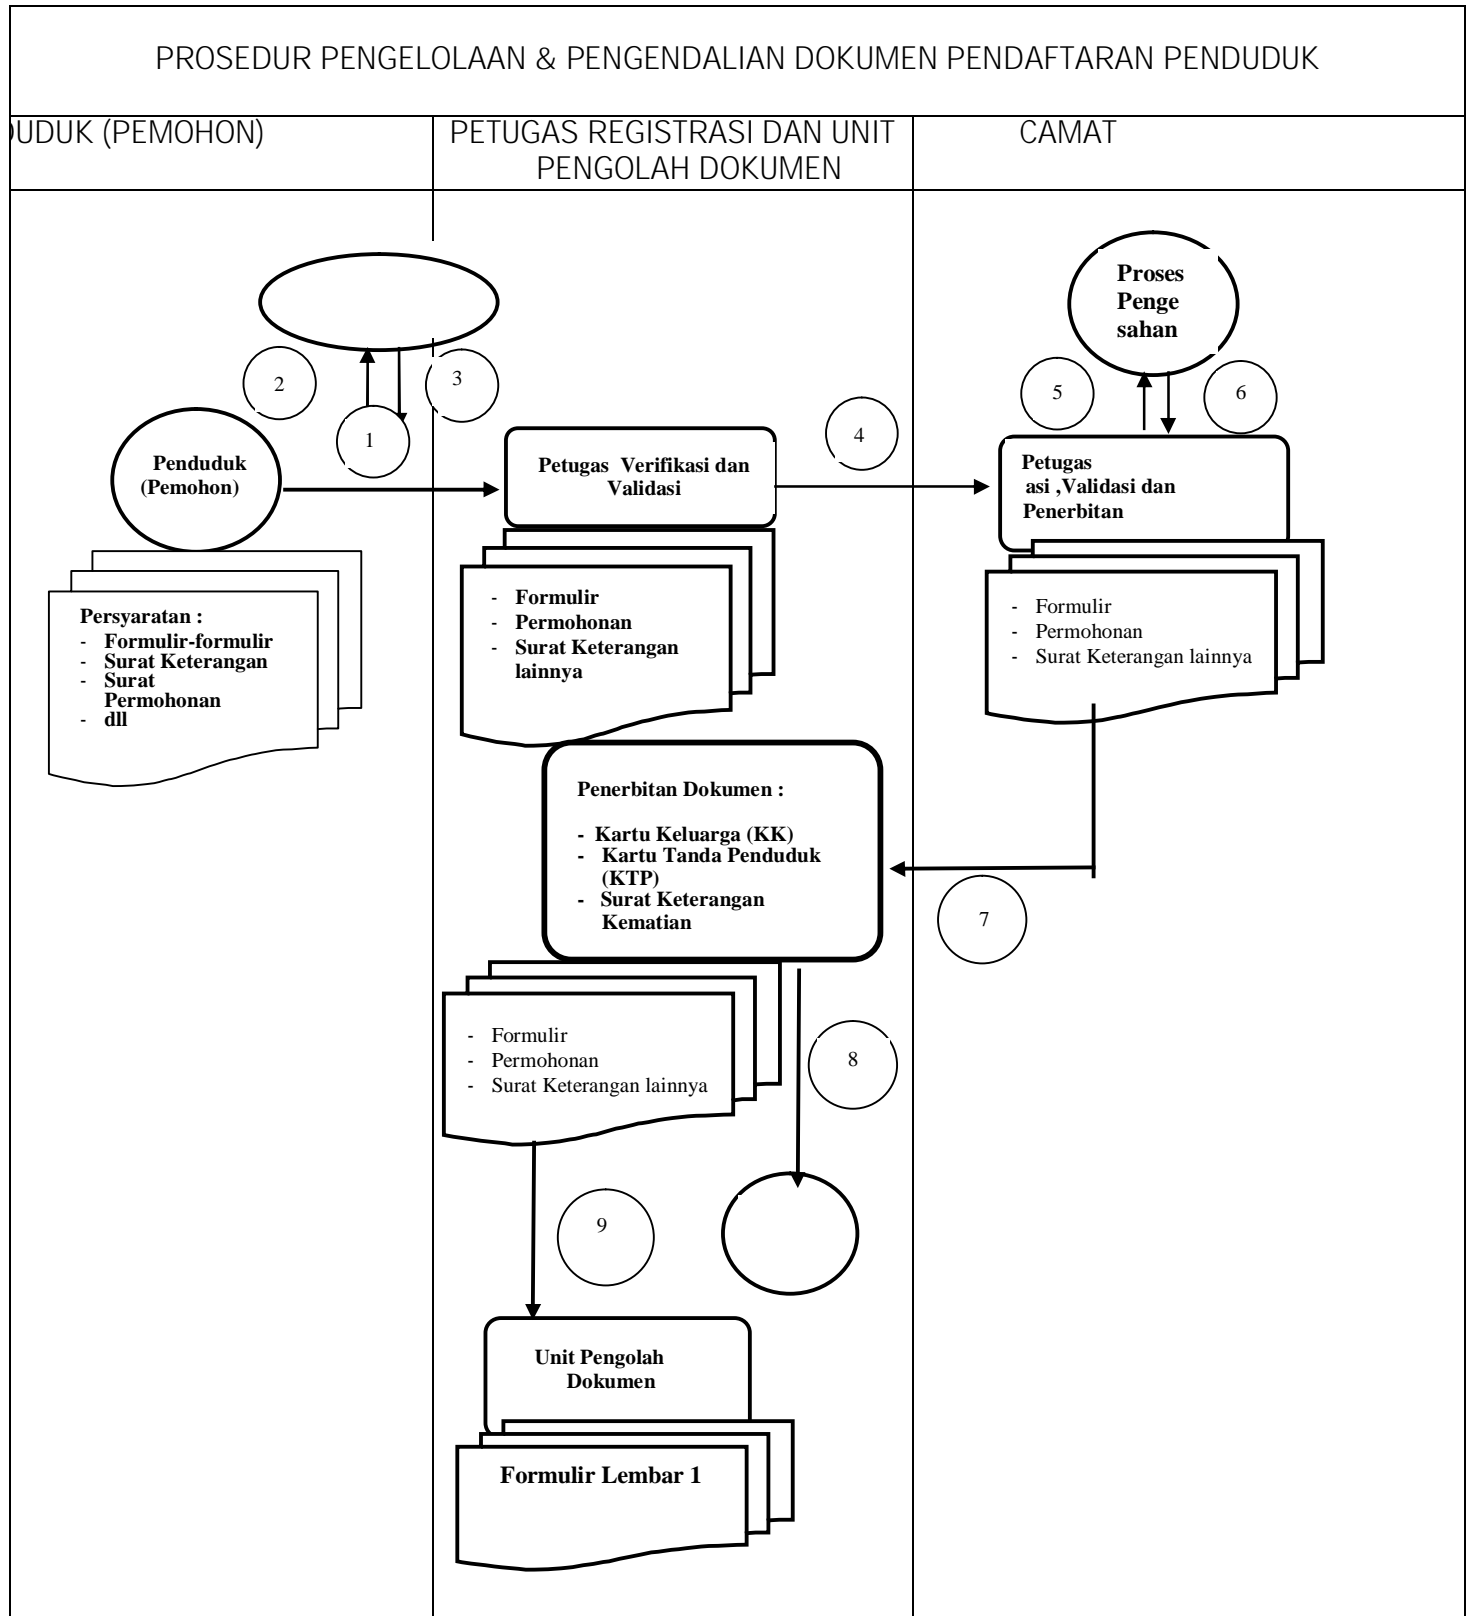 PROSEDUR PENGELOLAAN & PENGENDALIAN DOKUMEN PENDAFTARAN PENDUDUK
DUDUK (PEMOHON)
PETUGAS REGISTRASI DAN UNIT
PENGOLAH DOKUMEN
CAMAT
Proses
Penge
sahan
2
1
3
4
5
6
Penduduk
(Pemohon)
Petugas Verifikasi dan
Validasi
Petugas
asi ,Validasi dan
Penerbitan
Persyaratan :
- Formulir-formulir
- Surat Keterangan
- Surat
Permohonan
- dll
- Formulir
- Permohonan
- Surat Keterangan
lainnya
- Formulir
- Permohonan
- Surat Keterangan lainnya
Penerbitan Dokumen :
- Kartu Keluarga (KK)
- Kartu Tanda Penduduk
(KTP)
- Surat Keterangan
Kematian
7
- Formulir
- Permohonan
- Surat Keterangan lainnya
8
9
Unit Pengolah
Dokumen
Formulir Lembar 1